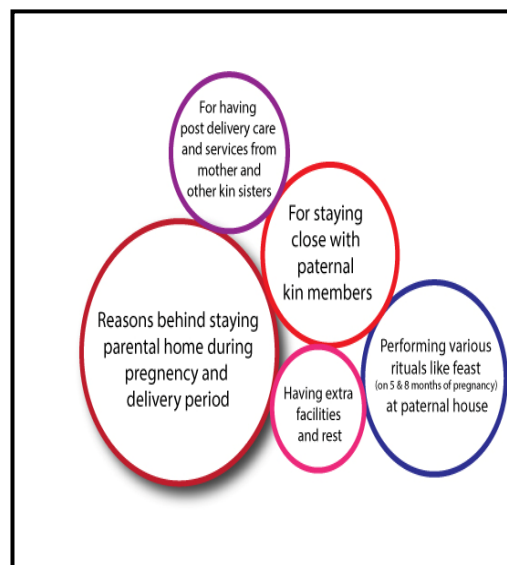 For having
post delivery care
and services from
mother and
other kin sisters
For staying
close with
paternal
kin members
Reasons behind staying
parental home during
pregnency and
delivery period
Having extra
facilities
and rest
Performing various
rituals like feast
(on 5 & 8 months of pregnancy)
at paternal house